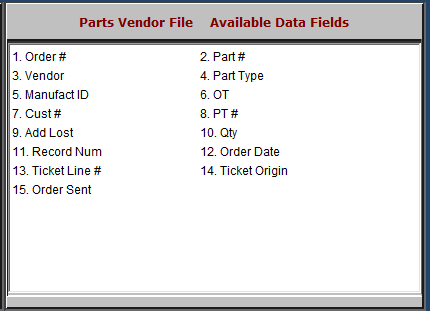 Parts Vendor File Available Data Fields
1. Order # 2. Part #
3. Vendor 4. Part Type
5. Manufact ID 6. OT
7. Cust # 8. PT #
9. Add Lost 10. Qty
11. Record Num 12. Order Date
13. Ticket Line # 14. Ticket Origin
15. Order Sent